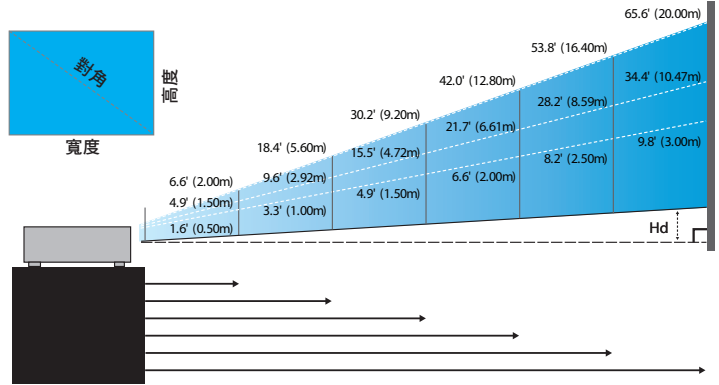 對角
高度
寬度
65.6' (20.00m)
53.8' (16.40m)
42.0' (12.80m)
30.2' (9.20m)
18.4' (5.60m)
6.6' (2.00m)
34.4' (10.47m)
28.2' (8.59m)
21.7' (6.61m)
15.5' (4.72m)
9.6' (2.92m)
4.9' (1.50m)
9.8' (3.00m)
8.2' (2.50m)
6.6' (2.00m)
4.9' (1.50m)
3.3' (1.00m)
1.6' (0.50m)
Hd